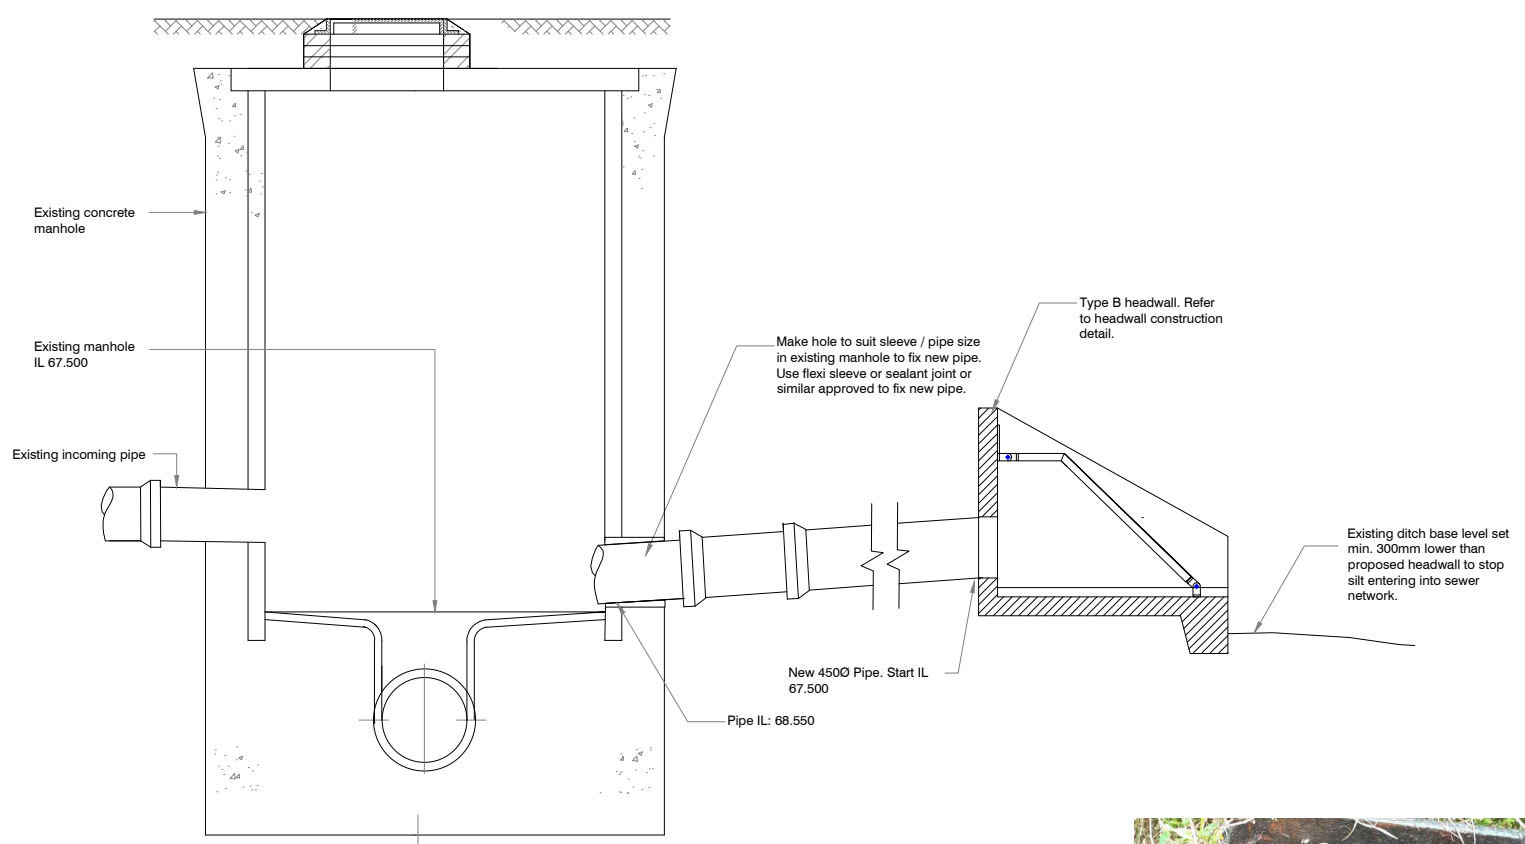 Existing concrete
manhole
Existing manhole
IL 67.500
Existing incoming pipe
Make hole to suit sleeve / pipe size
in existing manhole to fix new pipe.
Use flexi sleeve or sealant joint or
similar approved to fix new pipe.
Type B headwall. Refer
to headwall construction
detail.
Existing ditch base level set
min. 300mm lower than
proposed headwall to stop
silt entering into sewer
network.
New 450Ø Pipe. Start IL
67.500
Pipe IL: 68.550